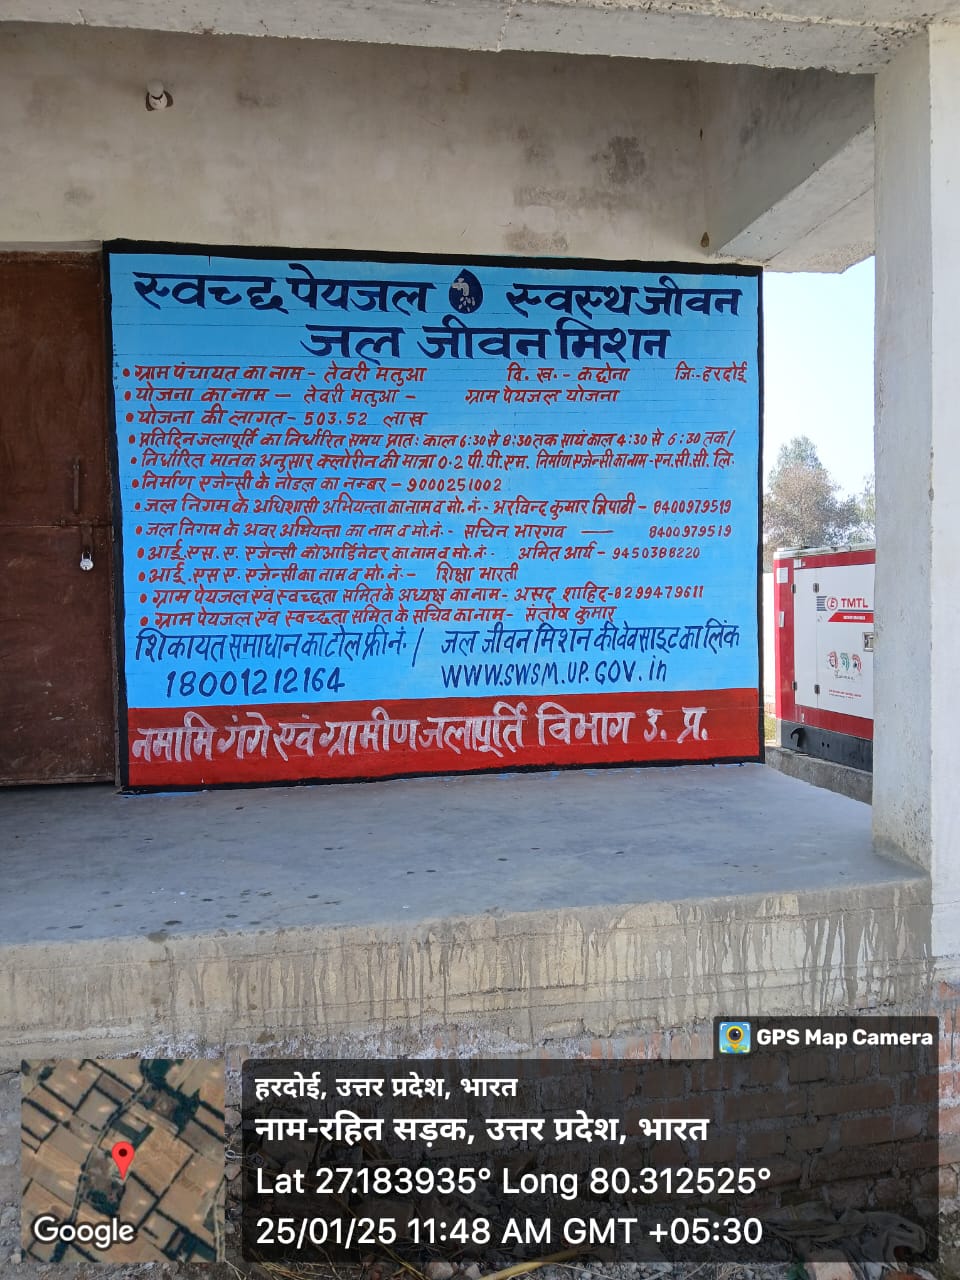 स्वच्छ पेयजल स्वस्थ जीवन
जल जीवन मिशन
• ग्राम पंचायत का नाम - तेवरी मतुआ वि. ख. - कछोना जि:- हरदोई
• योजना का नाम - तेवरी मतुआ - ग्राम पेयजल योजना
• योजना की लागत - 503.52 लाख
• प्रतिदिन जलापूर्ति का निर्धारित समय प्रातः काल 6:30 से 8:30 तक सायं काल 4:30 से 6:30 तक/
• निर्धारित मानक अनुसार क्लोरिन की मात्रा 0.2 पी.पी.एम. निर्माण एजेन्सी का नाम - एन.सी.सी. लि.
• निर्माण एजेन्सी के नोडल का नम्बर - 9000251002
• जल निगम के अधिशासी अभियन्ता का नाम व मो.नं:- अरविन्द कुमार त्रिपाठी - 8400979519
• जल निगम के अवर अभियन्ता का नाम व मो.नं:- सचिन भारगव — 8400979519
• आई.एस.ए. एजेन्सी कोआर्डिनेटर का नाम व मो.नं:- अमित आर्य - 9450388220
• आई.एस.ए. एजेन्सी का नाम व मो.नं:- शिक्षा भारती
• ग्राम पेयजल एवं स्वच्छता समित के अध्यक्ष का नाम- असद शाहिद-8299479611
• ग्राम पेयजल एवं स्वच्छता समित के सचिव का नाम- संतोष कुमार
शिकायत समाधान का टोल फ्री नं. / जल जीवन मिशन की वेबसाइट का लिंक
18001212164 WWW.SWSM.UP.GOV.in
नमामि गंगे एवं ग्रामीण जलापूर्ति विभाग उ. प्र.
TMTL
GPS Map Camera
हरदोई, उत्तर प्रदेश, भारत
नाम-रहित सड़क, उत्तर प्रदेश, भारत
Lat 27.183935° Long 80.312525°
25/01/25 11:48 AM GMT +05:30
Google